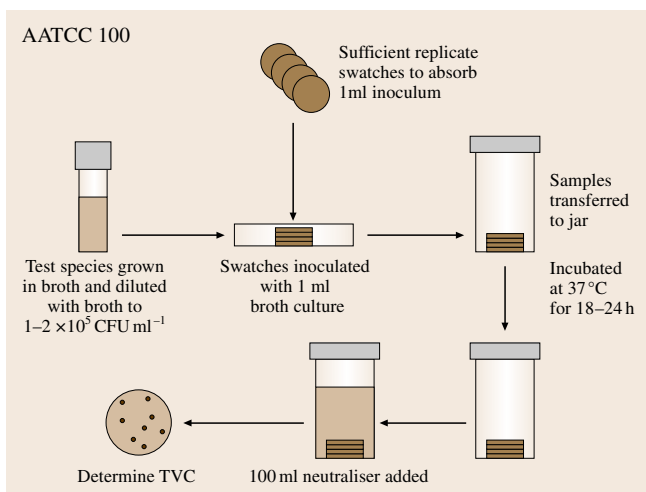 AATCC 100
Sufficient replicate
swatches to absorb
1ml inoculum
Test species grown
in broth and diluted
with broth to
1–2 ×10⁵ CFU ml⁻¹
Swatches inoculated
with 1 ml
broth culture
Samples
transferred
to jar
Incubated
at 37 °C
for 18–24 h
100 ml neutraliser added
Determine TVC